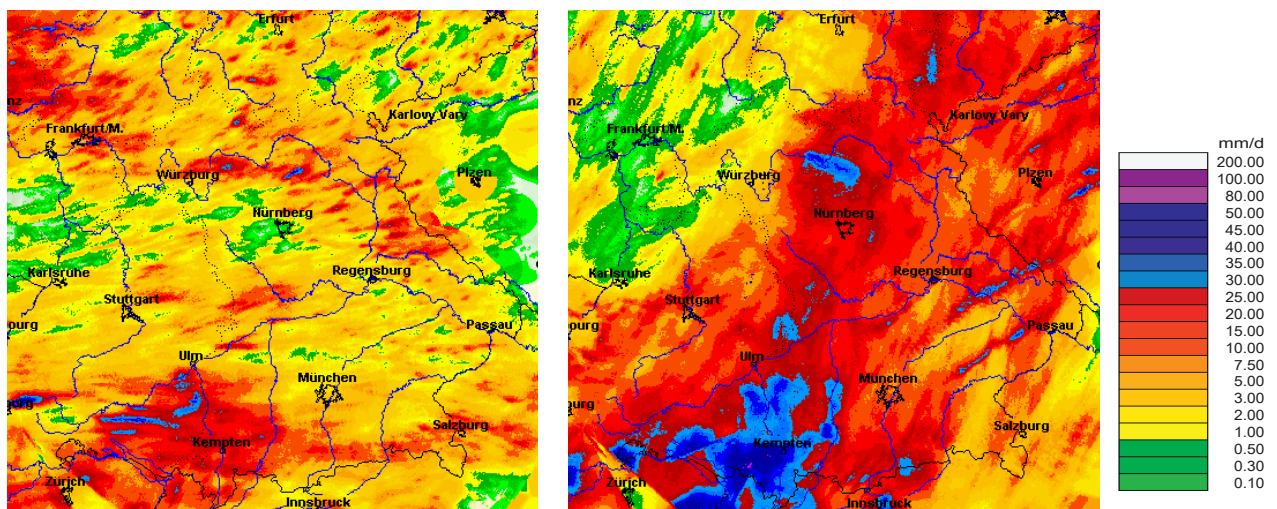 Erfurt
nz
Karlovy Vary
Frankfurt/M.
Würzburg
Plzen
Nürnberg
Karlsruhe
Regensburg
Stuttgart
ourg
Passau
Ulm
München
urg
Salzburg
Kempten
Zürich
Innsbruck
Erfurt
nz
Karlovy Vary
Frankfurt/M.
Würzburg
Plzen
Nürnberg
Karlsruhe
Regensburg
Stuttgart
ourg
Passau
Ulm
München
urg
Salzburg
Kempten
Zürich
Innsbruck
mm/d
200.00
100.00
80.00
50.00
45.00
40.00
35.00
30.00
25.00
20.00
15.00
10.00
7.50
5.00
3.00
2.00
1.00
0.50
0.30
0.10